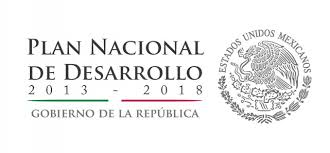 PLAN NACIONAL
DE DESARROLLO
2013 - 2018
GOBIERNO DE LA REPÚBLICA
ESTADOS UNIDOS MEXICANOS